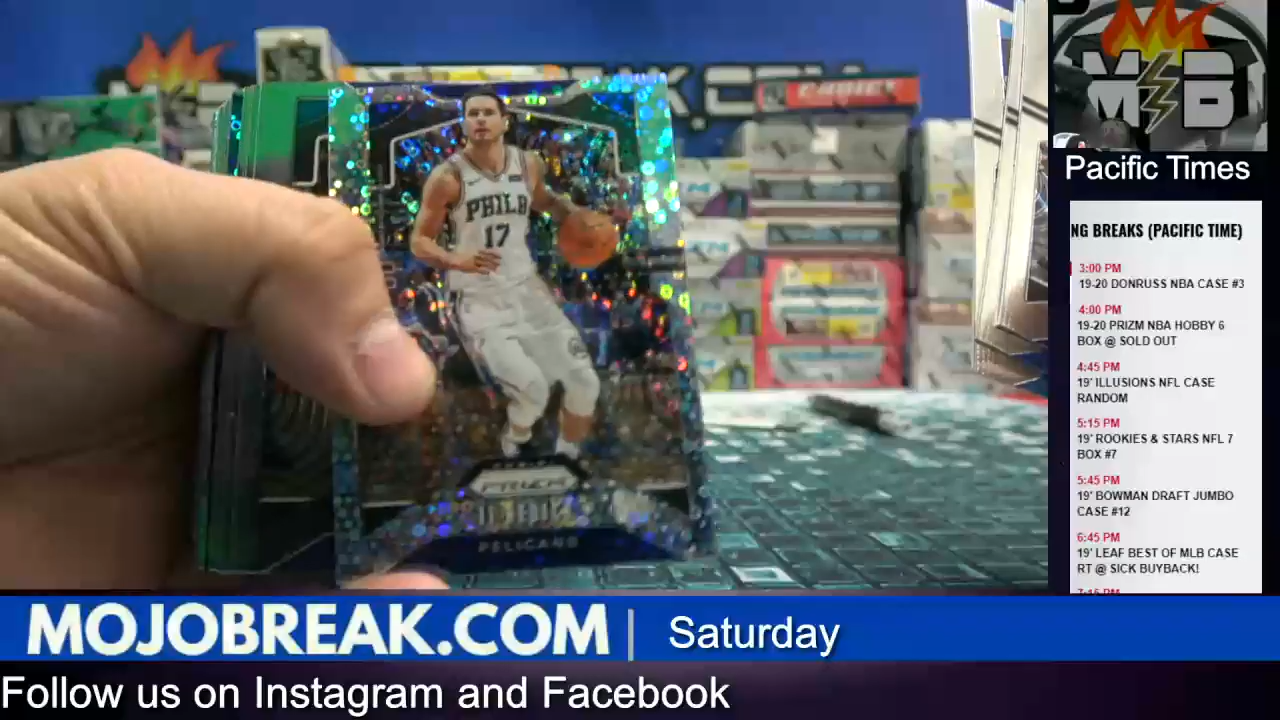 MB
Pacific Times
NG BREAKS (PACIFIC TIME)
3:00 PM
19-20 DONRUSS NBA CASE #3
4:00 PM
19-20 PRIZM NBA HOBBY 6
BOX @ SOLD OUT
4:45 PM
19' ILLUSIONS NFL CASE
RANDOM
5:15 PM
19' ROOKIES & STARS NFL 7
BOX #7
5:45 PM
19' BOWMAN DRAFT JUMBO
CASE #12
6:45 PM
19' LEAF BEST OF MLB CASE
RT @ SICK BUYBACK!
7:15 PM
PHILA
17
PRIZM
PELICANS
MOJOBREAK.COM
Saturday
Follow us on Instagram and Facebook